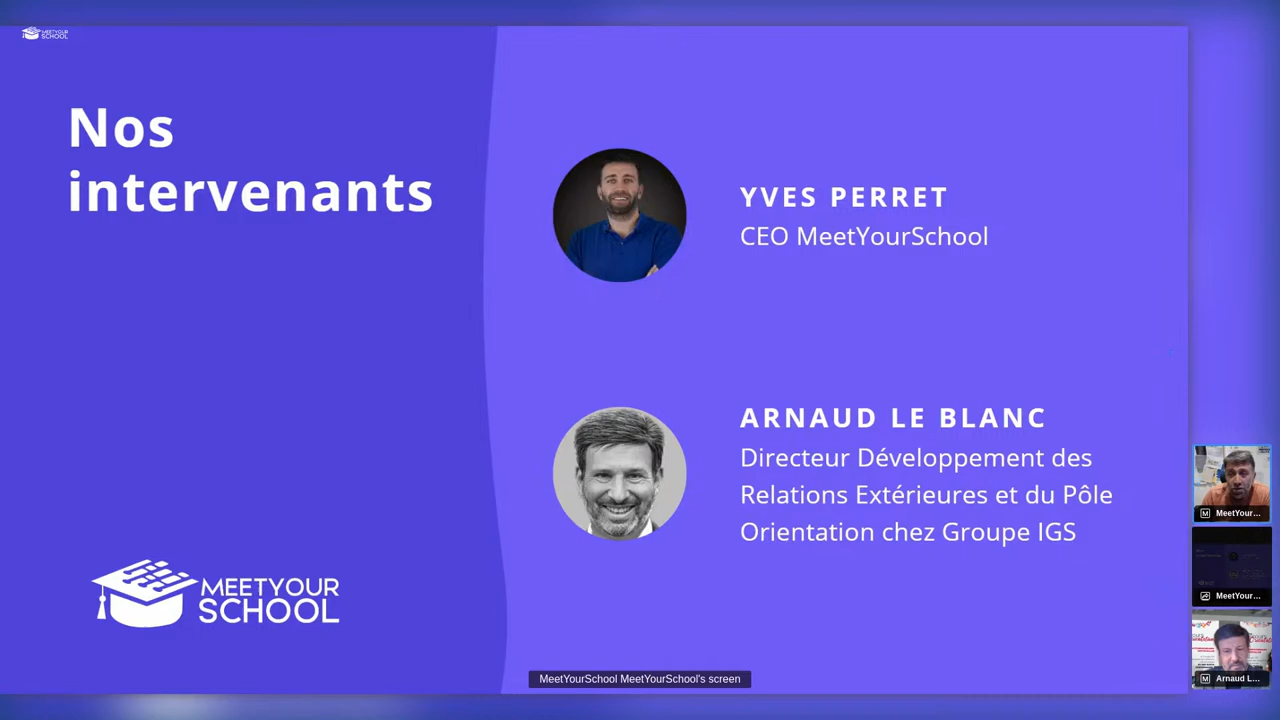 MEETYOUR
SCHOOL
Nos
intervenants
YVES PERRET
CEO MeetYourSchool
ARNAUD LE BLANC
Directeur Développement des
Relations Extérieures et du Pôle
Orientation chez Groupe IGS
MEETYOUR
SCHOOL
MeetYourSchool MeetYourSchool's screen
MeetYour...
MeetYour...
Arnaud L...